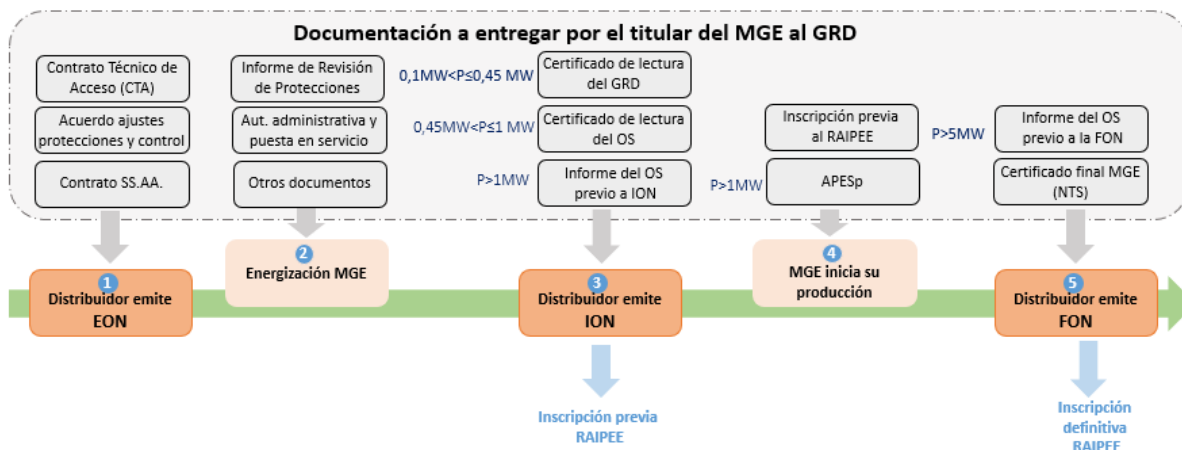 Documentación a entregar por el titular del MGE al GRD
Contrato Técnico de
Acceso (CTA)
Acuerdo ajustes
protecciones y control
Contrato SS.AA.
Informe de Revisión
de Protecciones
Aut. administrativa y
puesta en servicio
Otros documentos
0,1MW<P≤0,45 MW
Certificado de lectura
del GRD
0,45MW<P≤1 MW
Certificado de lectura
del OS
P>1MW
Informe del OS
previo a ION
Inscripción previa
al RAIPEE
P>1MW
APESp
P>5MW
Informe del OS
previo a la FON
Certificado final MGE
(NTS)
1
Distribuidor emite
EON
2
Energización MGE
3
Distribuidor emite
ION
4
MGE inicia su
producción
5
Distribuidor emite
FON
Inscripción previa
RAIPEE
Inscripción
definitiva
RAIPEE